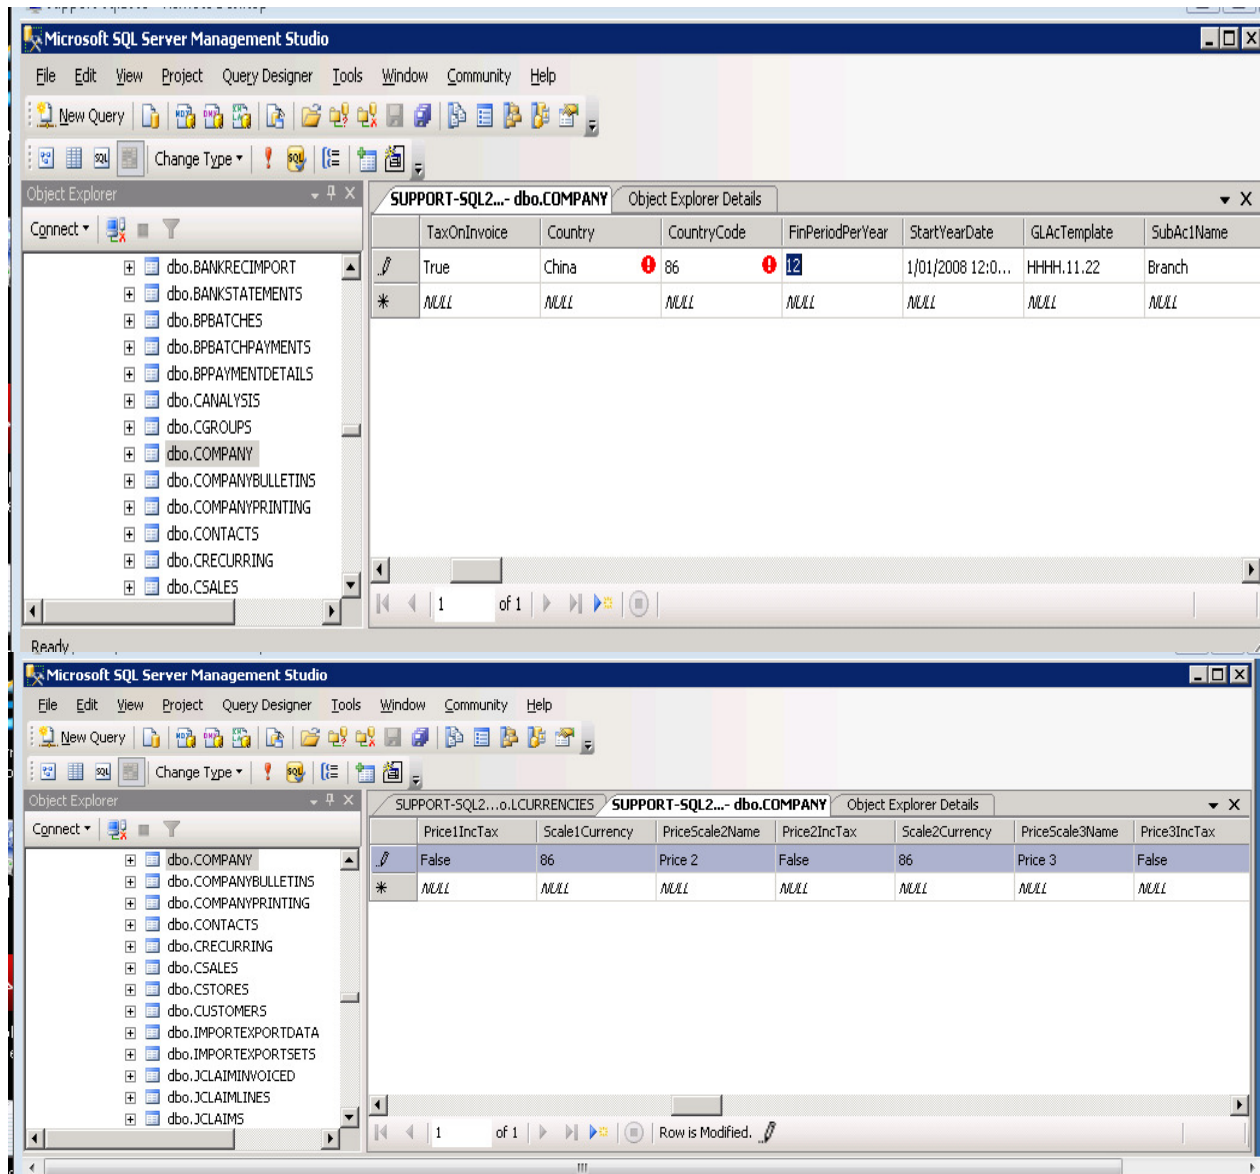 Microsoft SQL Server Management Studio
File Edit View Project Query Designer Tools Window Community Help
New Query
Change Type
Object Explorer
SUPPORT-SQL2...- dbo.COMPANY Object Explorer Details
Connect
TaxOnInvoice Country CountryCode FinPeriodPerYear StartYearDate GLAcTemplate SubAc1Name
True China 86 12 1/01/2008 12:0... HHHH.11.22 Branch
NULL NULL NULL NULL NULL NULL NULL
dbo.BANKRECIMPORT
dbo.BANKSTATEMENTS
dbo.BPBATCHES
dbo.BPBATCHPAYMENTS
dbo.BPPAYMENTDETAILS
dbo.CANALYSIS
dbo.CGROUPS
dbo.COMPANY
dbo.COMPANYBULLETINS
dbo.COMPANYPRINTING
dbo.CONTACTS
dbo.CRECURRING
dbo.CSALES
1 of 1
Ready
Microsoft SQL Server Management Studio
File Edit View Project Query Designer Tools Window Community Help
New Query
Change Type
Object Explorer
SUPPORT-SQL2...o.LCURRENCIES SUPPORT-SQL2...- dbo.COMPANY Object Explorer Details
Connect
Price1IncTax Scale1Currency PriceScale2Name Price2IncTax Scale2Currency PriceScale3Name Price3IncTax
False 86 Price 2 False 86 Price 3 False
NULL NULL NULL NULL NULL NULL NULL
dbo.COMPANY
dbo.COMPANYBULLETINS
dbo.COMPANYPRINTING
dbo.CONTACTS
dbo.CRECURRING
dbo.CSALES
dbo.CSTORES
dbo.CUSTOMERS
dbo.IMPORTEXPORTDATA
dbo.IMPORTEXPORTSETS
dbo.JCLAIMINVOICED
dbo.JCLAIMLINES
dbo.JCLAIMS
1 of 1 Row is Modified.